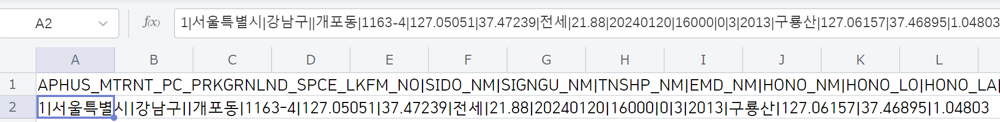 A2 f(x) 1|서울특별시|강남구||개포동|1163-4|127.05051|37.47239|전세|21.88|20240120|16000|0|3|2013|구룡산|127.06157|37.46895|1.04803
A B C D E F G H I J K L
1 APHUS_MTRNT_PC_PRKGRNLND_SPCE_LKFM_NO|SIDO_NM|SIGNGU_NM|TNSHP_NM|EMD_NM|HONO_NM|HONO_LO|HONO_LA|
2 1|서울특별시|강남구||개포동|1163-4|127.05051|37.47239|전세|21.88|20240120|16000|0|3|2013|구룡산|127.06157|37.46895|1.04803